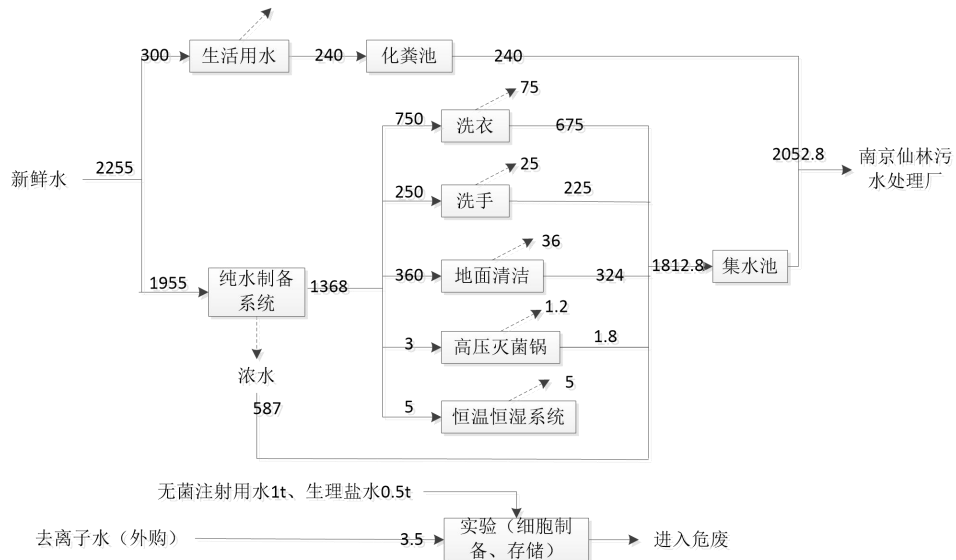 300
生活用水
240
化粪池
240
75
750
洗衣
675
2255
新鲜水
25
250
洗手
225
2052.8
南京仙林污
水处理厂
36
1955
纯水制备
系统
1368
360
地面清洁
324
1812.8
集水池
1.2
3
高压灭菌锅
1.8
浓水
587
5
5
恒温恒湿系统
无菌注射用水1t、生理盐水0.5t
去离子水（外购）
3.5
实验（细胞制
备、存储）
进入危废